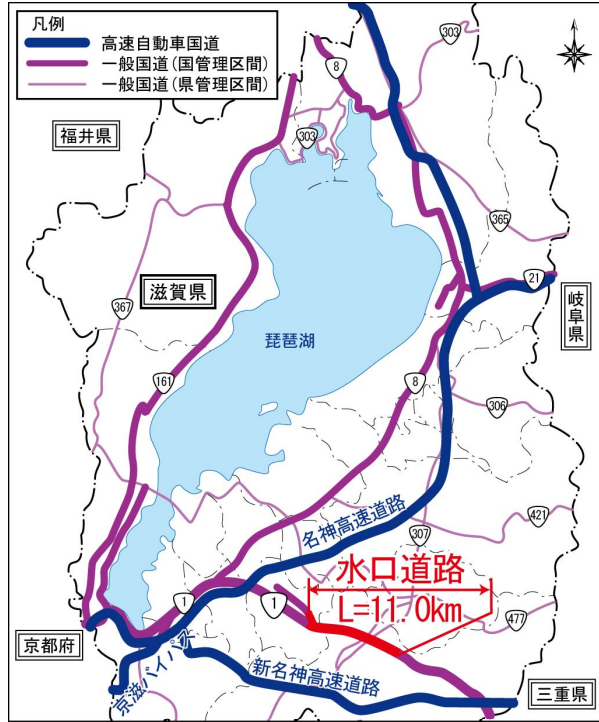 凡例
高速自動車国道
一般国道(国管理区間)
一般国道(県管理区間)
303
8
福井県
303
365
21
滋賀県
岐阜県
367
琵琶湖
161
8
306
名神高速道路
421
307
水口道路
L=11.0km
1
1
477
京都府
京滋バイパス
新名神高速道路
三重県